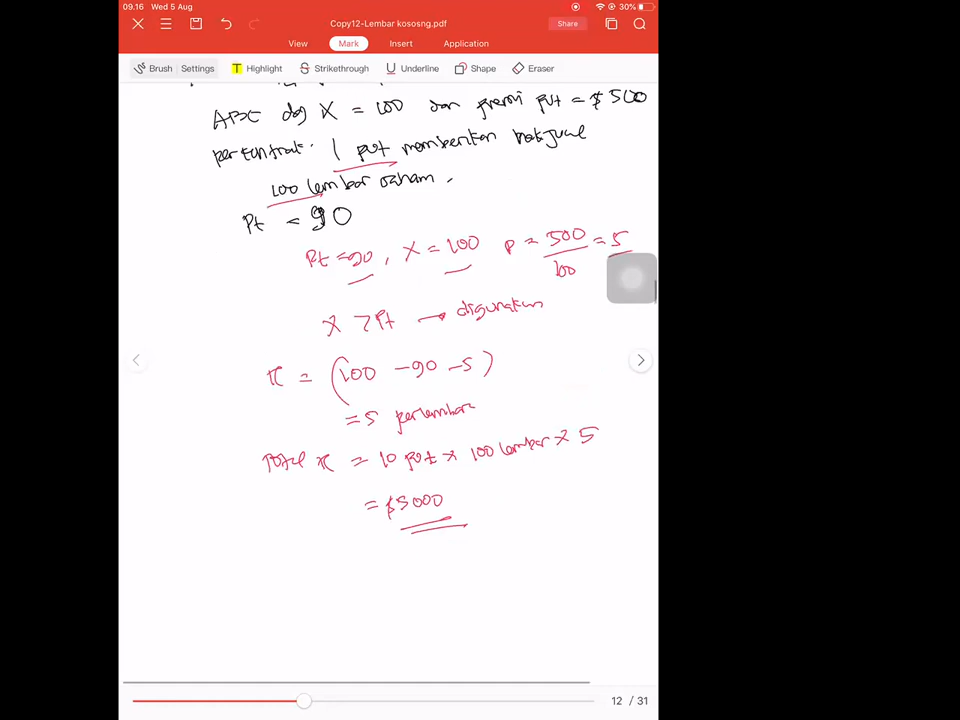 09.16 Wed 5 Aug 30%
Copy12-Lembar kososng.pdf
Share
View Mark Insert Application
Brush Settings Highlight Strikethrough Underline Shape Eraser
ABC dg X = 100 dan premi put = $ 500
per kontrak. 1 put memberikan hak jual
100 lembar saham.
Pt = 90
Pt = 90, X = 100 P = 500/100 = 5
X > Pt → digunakan
π = (100 - 90 - 5)
= 5 perlembar
Total π = 10 put x 100 lembar x 5
= $5000
12 / 31